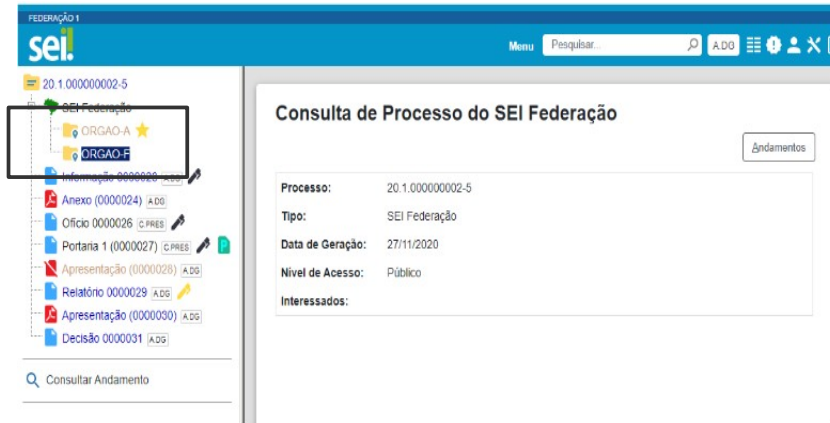 FEDERAÇÃO 1
sei!
Menu
Pesquisar...
A.DG
20.1.000000002-5
SEI Federação
ORGAO-A
ORGAO-F
Informação 0000023 A.DG
Anexo (0000024) A.DG
Ofício 0000026 C.PRES
Portaria 1 (0000027) C.PRES P
Apresentação (0000028) A.DG
Relatório 0000029 A.DG
Apresentação (0000030) A.DG
Decisão 0000031 A.DG
Consultar Andamento
Consulta de Processo do SEI Federação
Andamentos
Processo: 20.1.000000002-5
Tipo: SEI Federação
Data de Geração: 27/11/2020
Nível de Acesso: Público
Interessados: